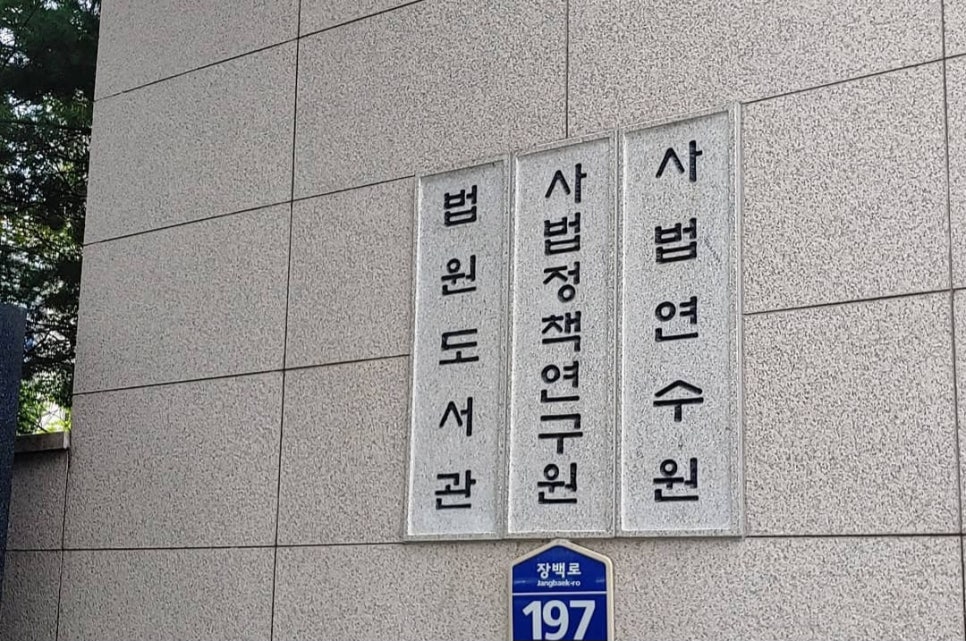 사법연수원
사법정책연구원
법원도서관
장백로
Jangbaek-ro
197